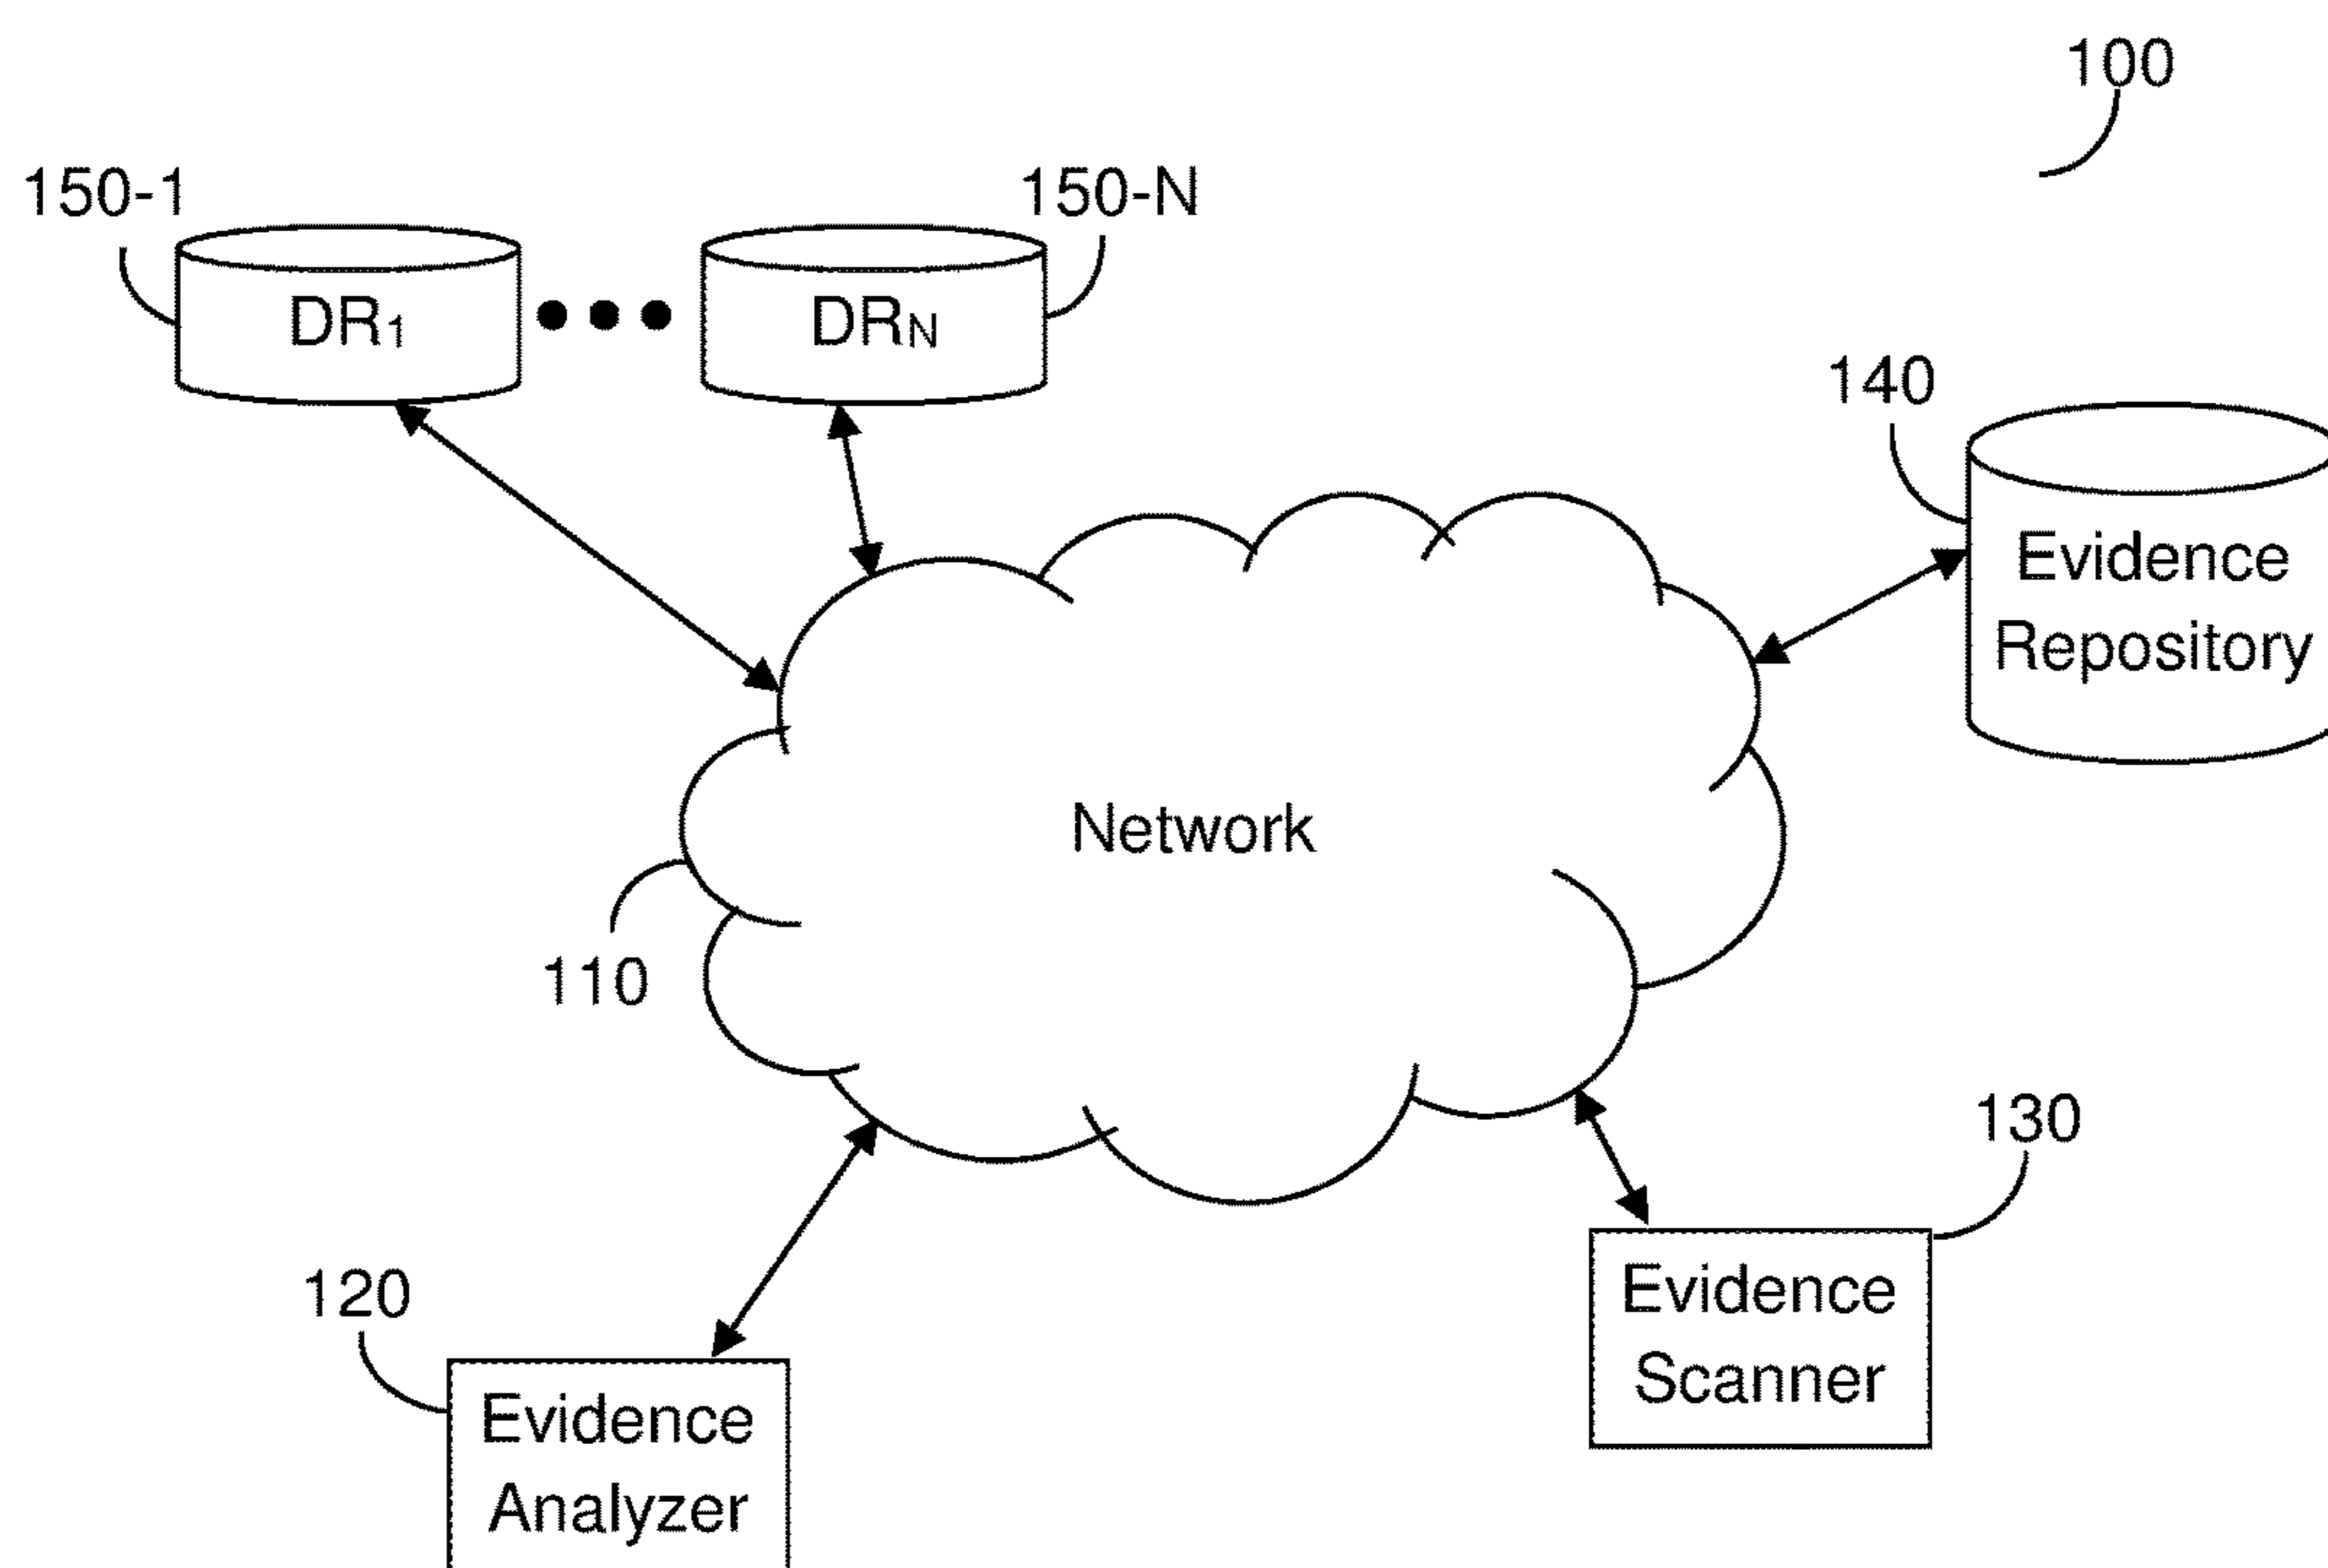 100
150-1
150-N
DR1
DRN
140
Evidence
Repository
Network
110
130
Evidence
Scanner
120
Evidence
Analyzer